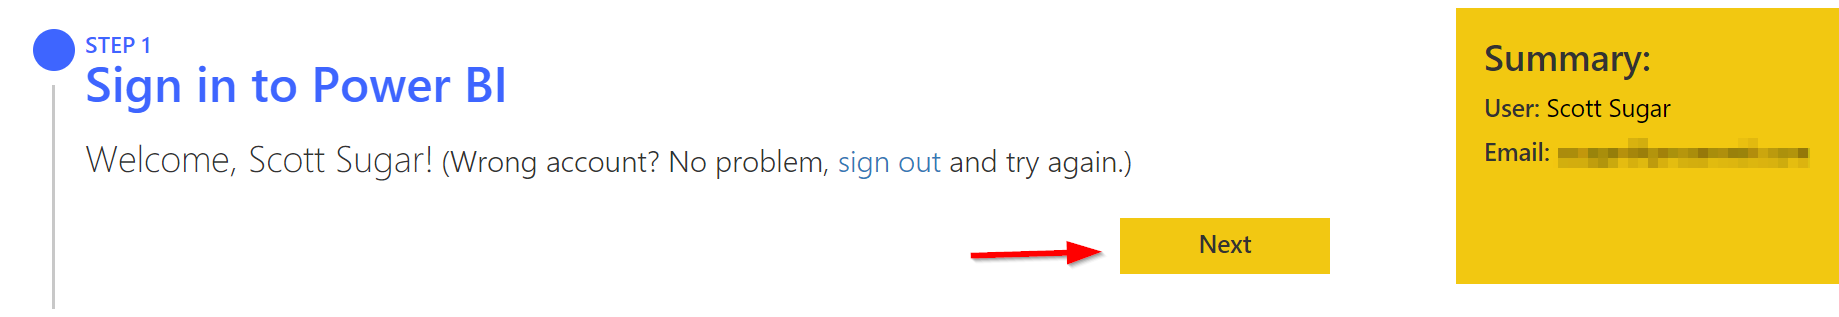 STEP 1
Sign in to Power BI
Welcome, Scott Sugar! (Wrong account? No problem, sign out and try again.)
Next
Summary:
User: Scott Sugar
Email: